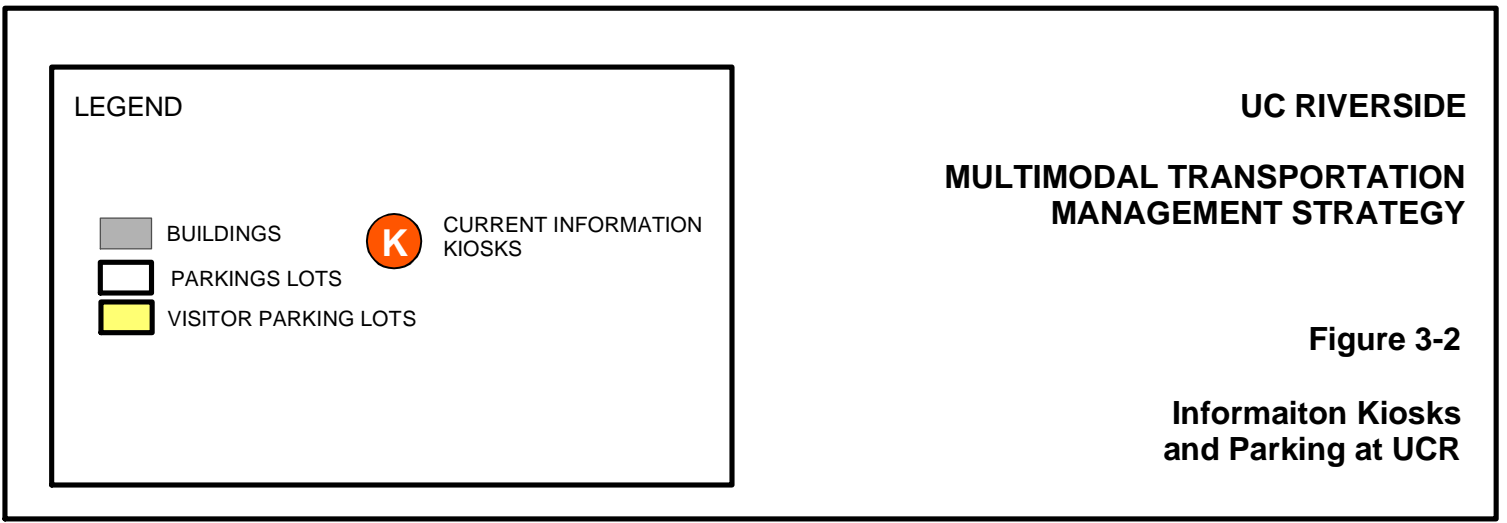 LEGEND
BUILDINGS
PARKINGS LOTS
VISITOR PARKING LOTS
K
CURRENT INFORMATION
KIOSKS
UC RIVERSIDE
MULTIMODAL TRANSPORTATION
MANAGEMENT STRATEGY
Figure 3-2
Informaiton Kiosks
and Parking at UCR